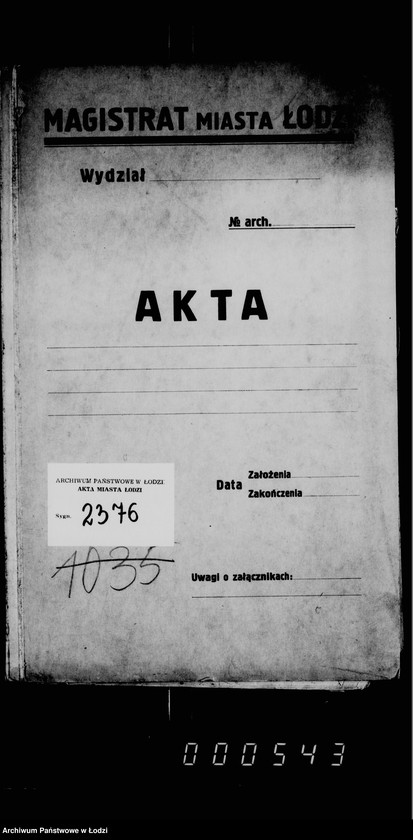 MAGISTRAT MIASTA ŁODZI
Wydział
№ arch.
AKTA
Założenia
Data
Zakończenia
ARCHIWUM PAŃSTWOWE W ŁODZI
AKTA MIASTA ŁODZI
Sygn. 2376
1035
Uwagi o załącznikach:
000543
Archiwum Państwowe w Łodzi